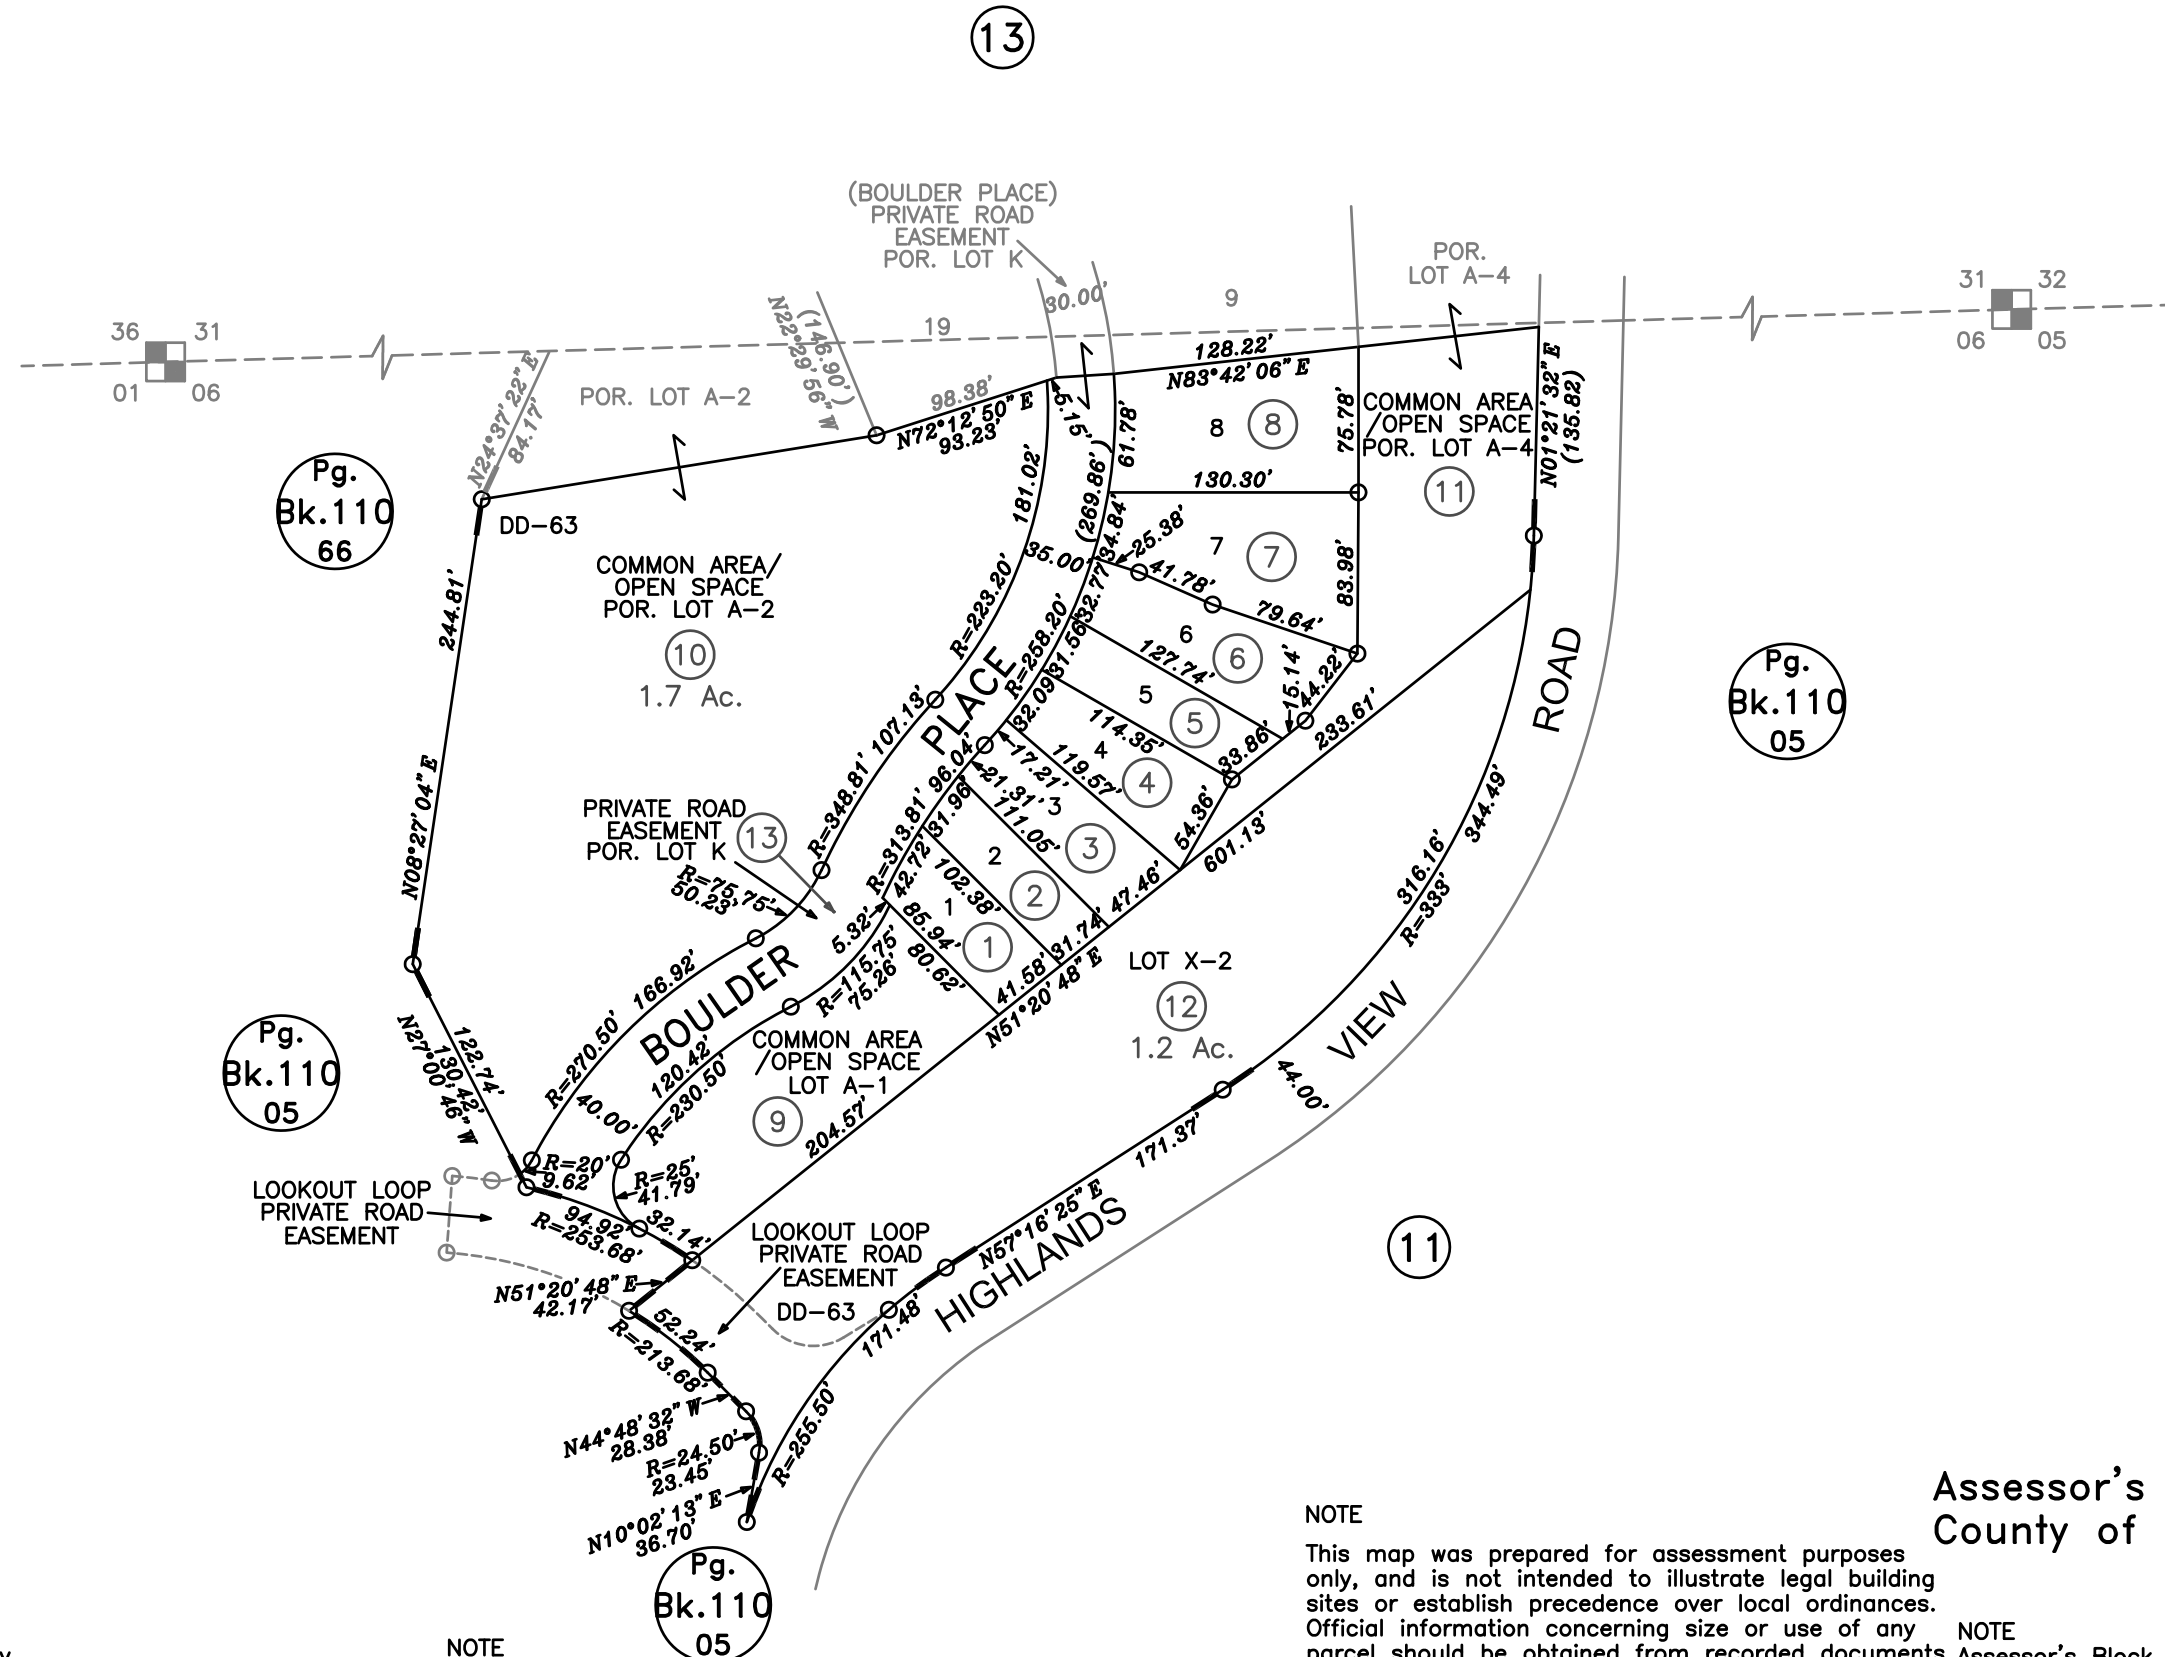 13
(BOULDER PLACE)
PRIVATE ROAD
EASEMENT
POR. LOT K
30.00'
9
POR.
LOT A-4
31 32
06 05
36 31
01 06
19
POR. LOT A-2
N24°37'22"E
84.17'
(146.90')
N22°29'56"W
98.38'
N72°12'50"E
93.23'
5.15'
128.22'
N83°42'06"E
61.78'
75.78'
8
8
COMMON AREA
/OPEN SPACE
POR. LOT A-4
11
N01°21'32"E
(135.82)
Pg.
Bk.110
66
DD-63
244.81'
N08°27'04"E
COMMON AREA/
OPEN SPACE
POR. LOT A-2
10
1.7 Ac.
181.02'
R=223.20'
(269.86')
130.30'
34.84'
25.38'
35.00'
41.78'
7
7
83.98'
79.64'
32.77'
R=258.20'
31.56'
6
6
127.74'
15.14'
44.22'
32.09'
5
5
114.35'
33.86'
233.61'
17.21'
4
4
119.57'
54.36'
601.13'
21.31'
3
3
111.05'
47.46'
107.13'
R=348.81'
96.04'
R=313.81'
31.96'
2
2
102.38'
31.74'
42.72'
1
1
85.94'
80.62'
41.58'
N51°20'48"E
PLACE
BOULDER
PRIVATE ROAD
EASEMENT
POR. LOT K
13
R=75.75'
50.23'
5.32'
R=115.75'
75.26'
166.92'
R=270.50'
120.42'
R=230.50'
40.00'
COMMON AREA
/OPEN SPACE
LOT A-1
9
204.57'
LOT X-2
12
1.2 Ac.
Pg.
Bk.110
05
ROAD
VIEW
HIGHLANDS
344.49'
316.16'
R=333'
44.00'
171.37'
N57°16'25"E
Pg.
Bk.110
05
122.74'
130.42'
N27°00'46"W
R=20'
9.62'
R=25'
41.79'
LOOKOUT LOOP
PRIVATE ROAD
EASEMENT
94.92'
R=253.68'
32.14'
LOOKOUT LOOP
PRIVATE ROAD
EASEMENT
DD-63
171.48'
R=255.50'
N51°20'48"E
42.17'
52.24'
R=213.68'
N44°48'32"W
28.38'
R=24.50'
23.45'
N10°02'13"E
36.70'
11
Pg.
Bk.110
05
Assessor's
County of
NOTE
This map was prepared for assessment purposes
only, and is not intended to illustrate legal building
sites or establish precedence over local ordinances.
Official information concerning size or use of any
parcel should be obtained from recorded documents
NOTE
Assessor's Block
NOTE